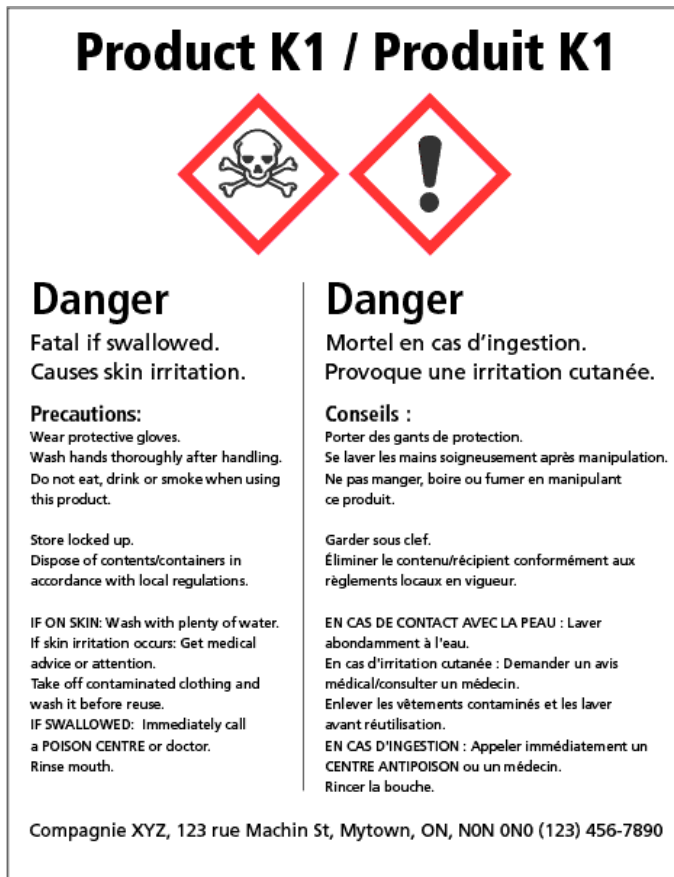 Product K1 / Produit K1
Danger
Fatal if swallowed.
Causes skin irritation.
Precautions:
Wear protective gloves.
Wash hands thoroughly after handling.
Do not eat, drink or smoke when using
this product.
Store locked up.
Dispose of contents/containers in
accordance with local regulations.
IF ON SKIN: Wash with plenty of water.
If skin irritation occurs: Get medical
advice or attention.
Take off contaminated clothing and
wash it before reuse.
IF SWALLOWED: Immediately call
a POISON CENTRE or doctor.
Rinse mouth.
Danger
Mortel en cas d’ingestion.
Provoque une irritation cutanée.
Conseils :
Porter des gants de protection.
Se laver les mains soigneusement après manipulation.
Ne pas manger, boire ou fumer en manipulant
ce produit.
Garder sous clef.
Éliminer le contenu/récipient conformément aux
règlements locaux en vigueur.
EN CAS DE CONTACT AVEC LA PEAU : Laver
abondamment à l'eau.
En cas d'irritation cutanée : Demander un avis
médical/consulter un médecin.
Enlever les vêtements contaminés et les laver
avant réutilisation.
EN CAS D'INGESTION : Appeler immédiatement un
CENTRE ANTIPOISON ou un médecin.
Rincer la bouche.
Compagnie XYZ, 123 rue Machin St, Mytown, ON, N0N 0N0 (123) 456-7890